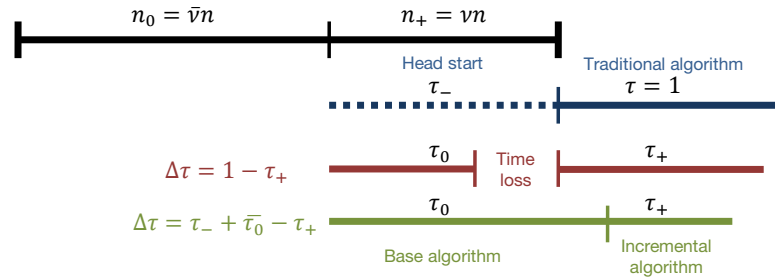 n₀ = ν̄n
n₊ = νn
Head start
Traditional algorithm
τ₋
τ = 1
Δτ = 1 − τ₊
τ₀
Time
loss
τ₊
Δτ = τ₋ + τ̄₀ − τ₊
τ₀
τ₊
Base algorithm
Incremental
algorithm